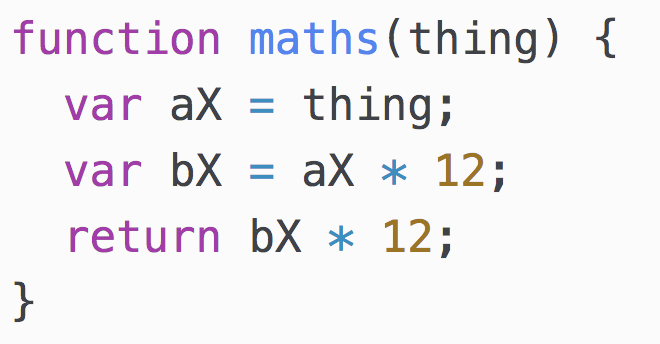 function maths(thing) {
  var aX = thing;
  var bX = aX * 12;
  return bX * 12;
}